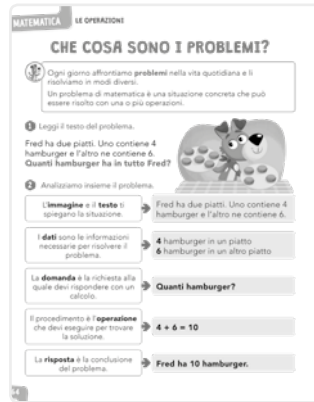 MATEMATICA
LE OPERAZIONI
CHE COSA SONO I PROBLEMI?
Ogni giorno affrontiamo problemi nella vita quotidiana e li
risolviamo in modi diversi.
Un problema di matematica è una situazione concreta che può
essere risolto con una o più operazioni.
1 Leggi il testo del problema.
Fred ha due piatti. Uno contiene 4
hamburger e l'altro ne contiene 6.
Quanti hamburger ha in tutto Fred?
2 Analizziamo insieme il problema.
L'immagine e il testo ti
spiegano la situazione.
Fred ha due piatti. Uno contiene 4
hamburger e l'altro ne contiene 6.
I dati sono le informazioni
necessarie per risolvere il
problema.
4 hamburger in un piatto
6 hamburger in un altro piatto
La domanda è la richiesta alla
quale devi rispondere con un
calcolo.
Quanti hamburger?
Il procedimento è l'operazione
che devi eseguire per trovare
la soluzione.
4 + 6 = 10
La risposta è la conclusione
del problema.
Fred ha 10 hamburger.